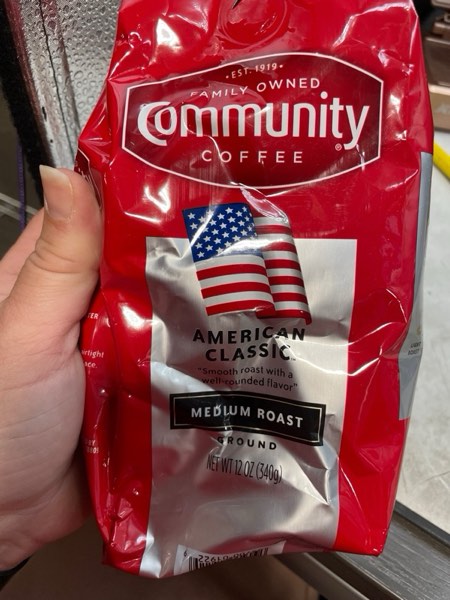 ·EST. 1919·
FAMILY OWNED
Community
®
COFFEE
AMERICAN
CLASSIC
"Smooth roast with a
well-rounded flavor"
MEDIUM ROAST
GROUND
NET WT 12 OZ (340g)